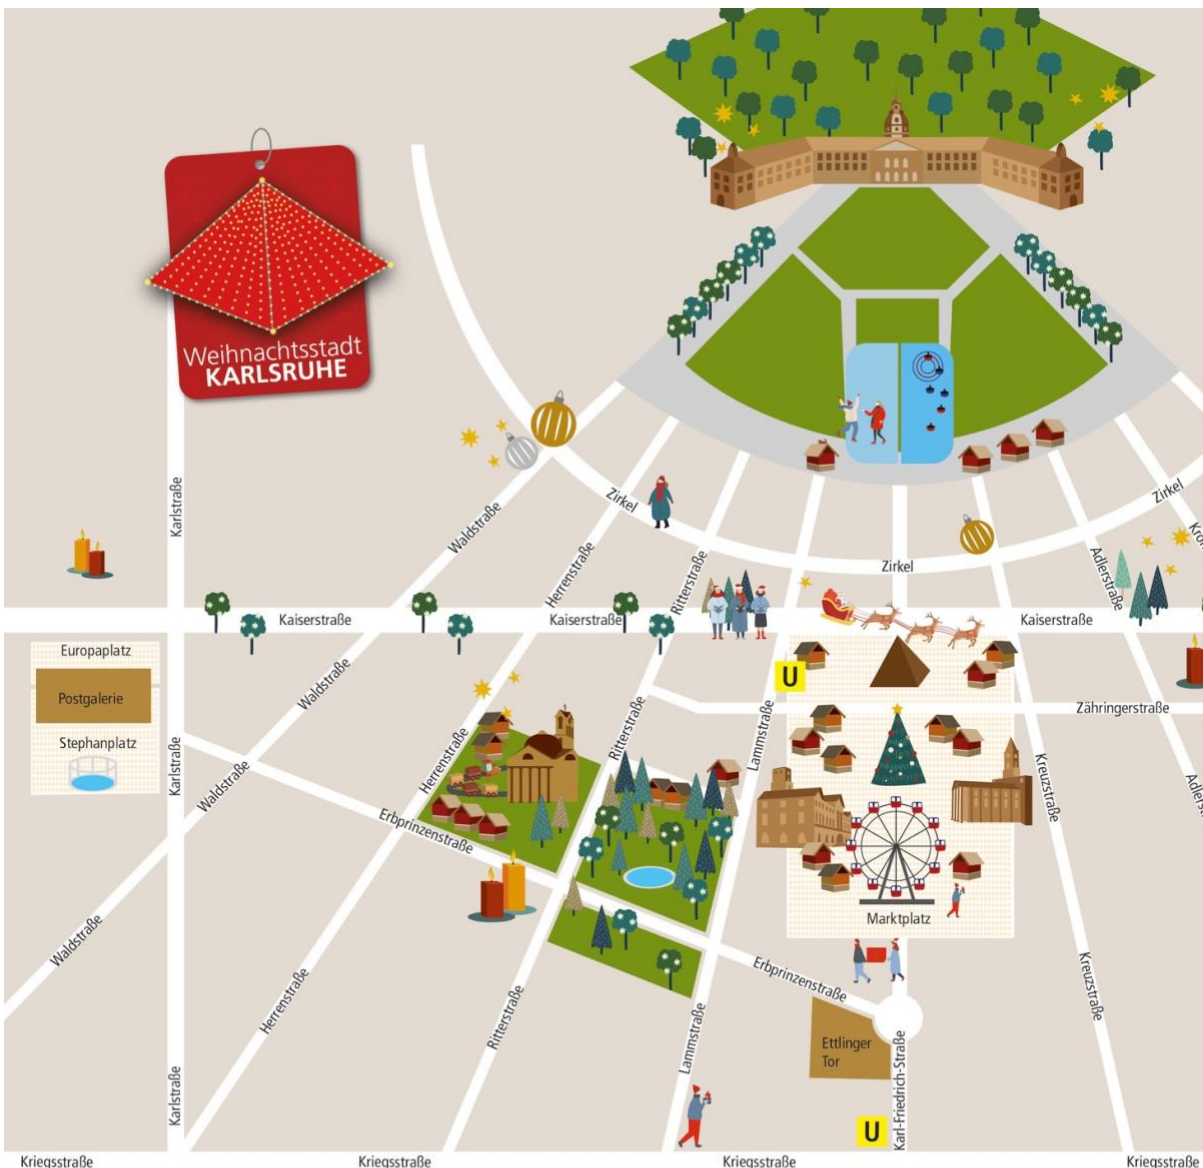 Weihnachtsstadt
KARLSRUHE
Karlstraße
Waldstraße
Zirkel
Zirkel
Zirkel
Herrenstraße
Ritterstraße
Adlerstraße
Kaiserstraße
Kaiserstraße
Kaiserstraße
Europaplatz
Postgalerie
Stephanplatz
Karlstraße
Waldstraße
Waldstraße
Herrenstraße
Ritterstraße
Lammstraße
U
Zähringerstraße
Kreuzstraße
Erbprinzenstraße
Marktplatz
Waldstraße
Herrenstraße
Ritterstraße
Lammstraße
Erbprinzenstraße
Kreuzstraße
Ettlinger
Tor
Karl-Friedrich-Straße
Karlstraße
U
Kriegsstraße
Kriegsstraße
Kriegsstraße
Kriegsstraße